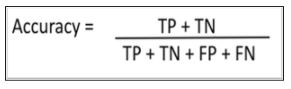 Accuracy = TP + TN
TP + TN + FP + FN